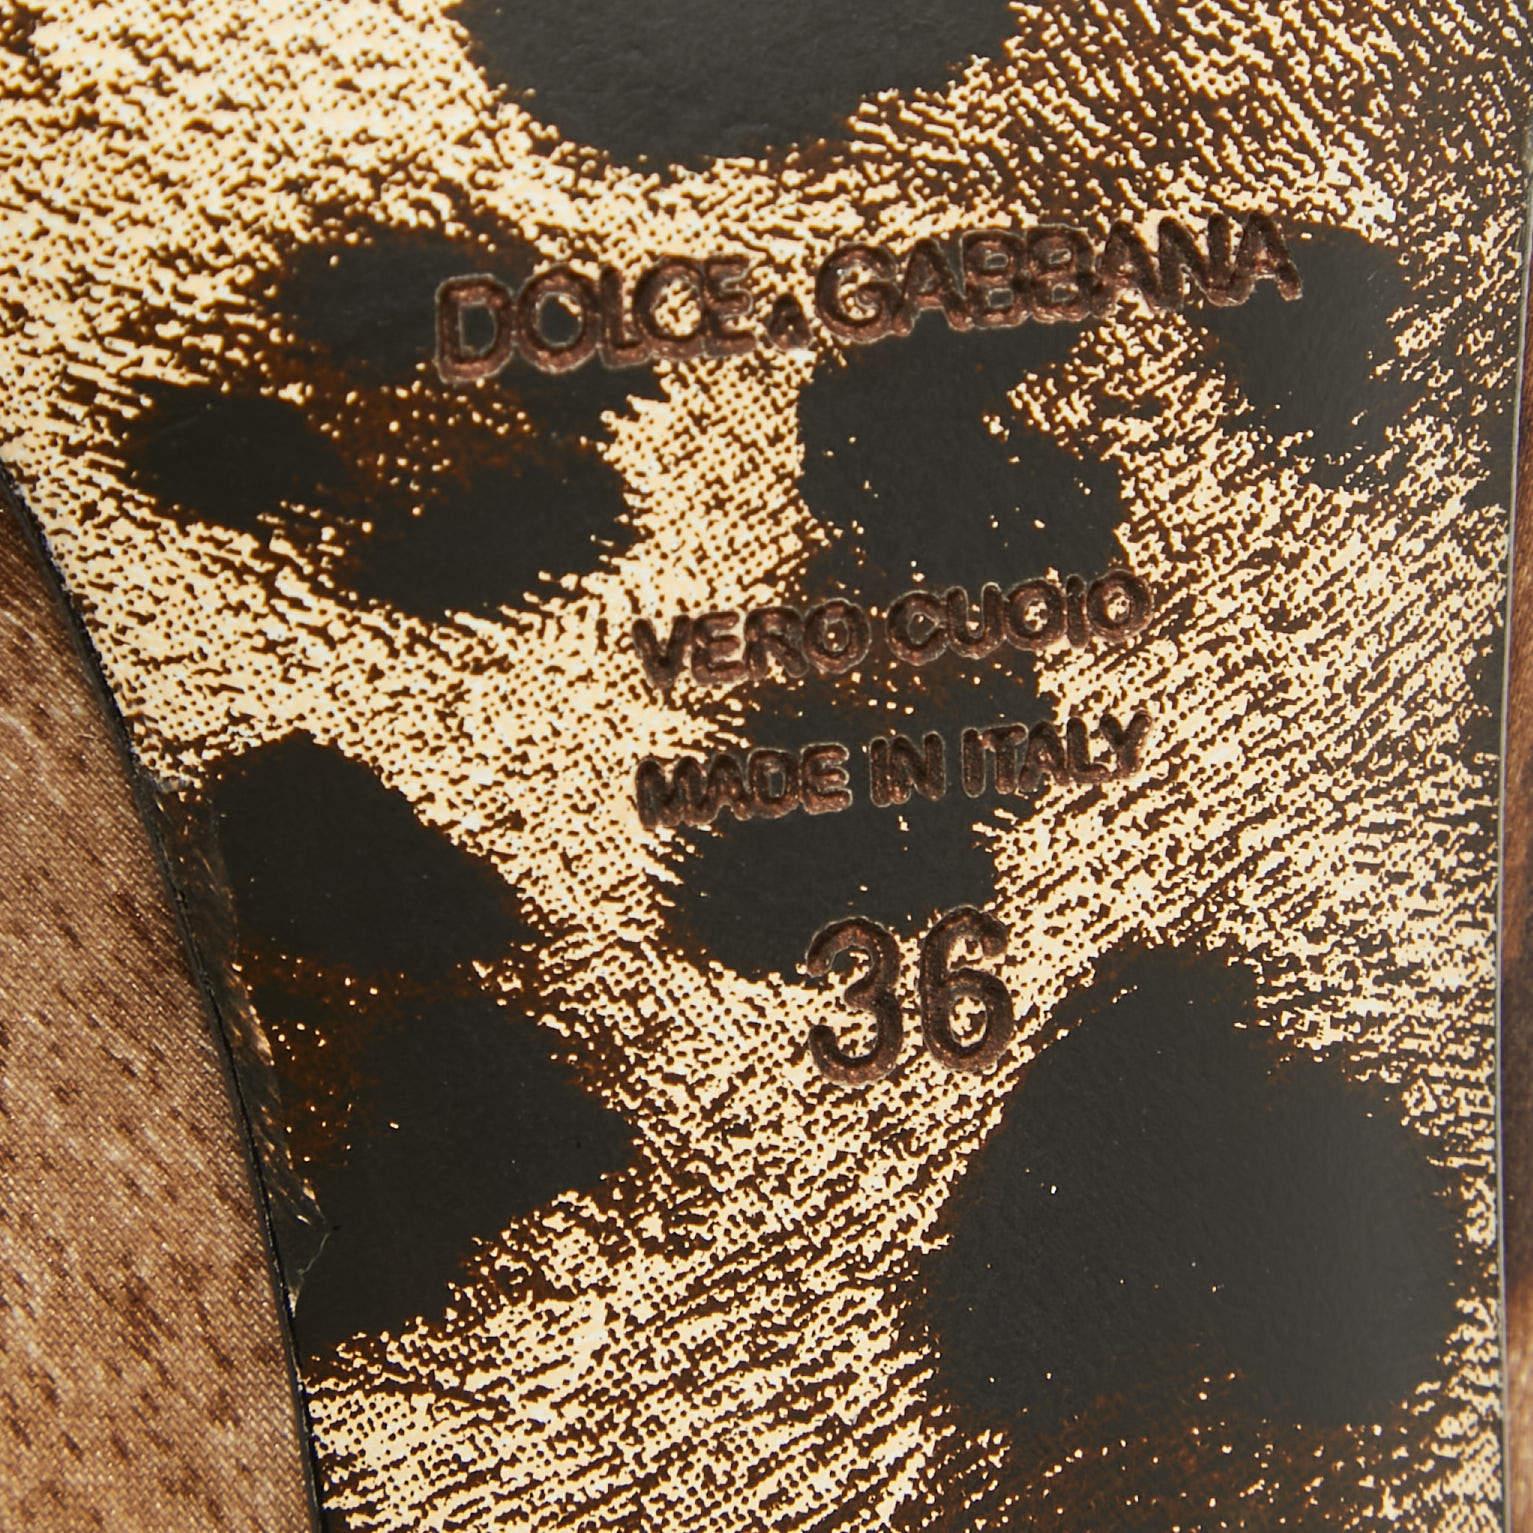 DOLCE & GABBANA
VERO CUOIO
MADE IN ITALY
36